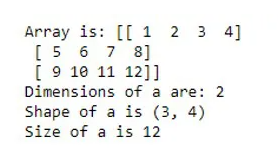 Array is: [[ 1  2  3  4]
 [ 5  6  7  8]
 [ 9 10 11 12]]
Dimensions of a are: 2
Shape of a is (3, 4)
Size of a is 12